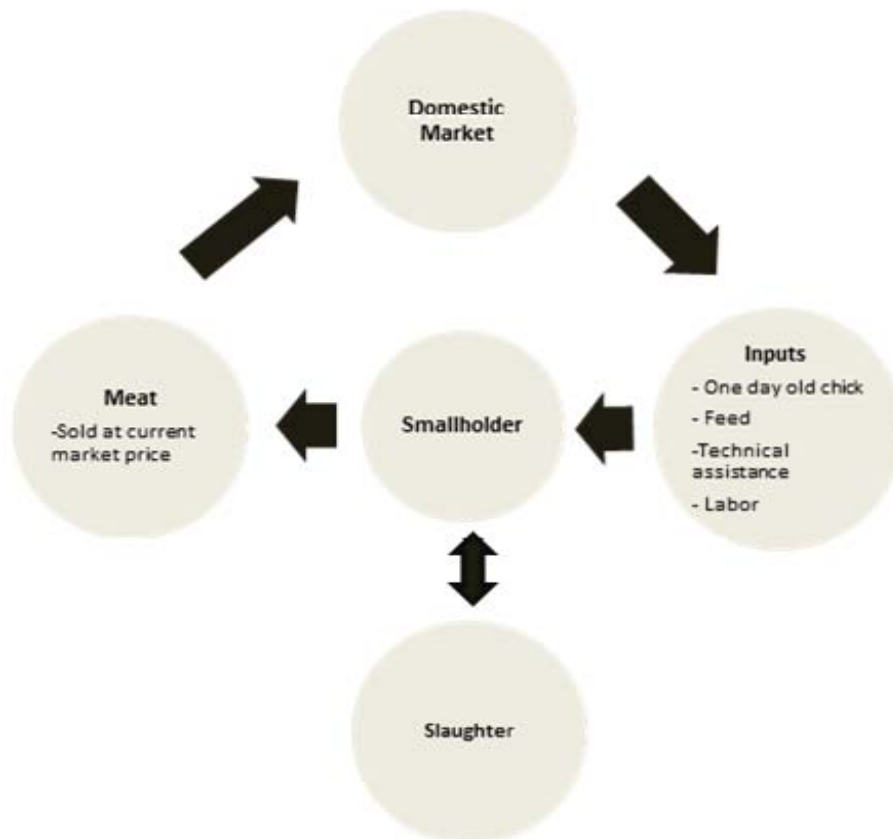 Domestic
Market
Inputs
- One day old chick
- Feed
-Technical
assistance
- Labor
Smallholder
Meat
-Sold at current
market price
Slaughter